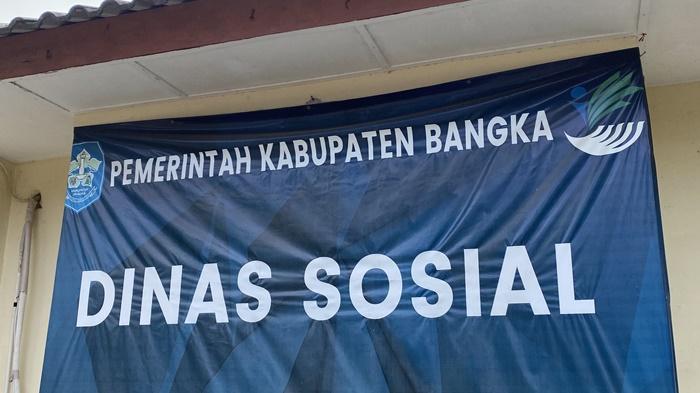 PEMERINTAH KABUPATEN BANGKA
DINAS SOSIAL